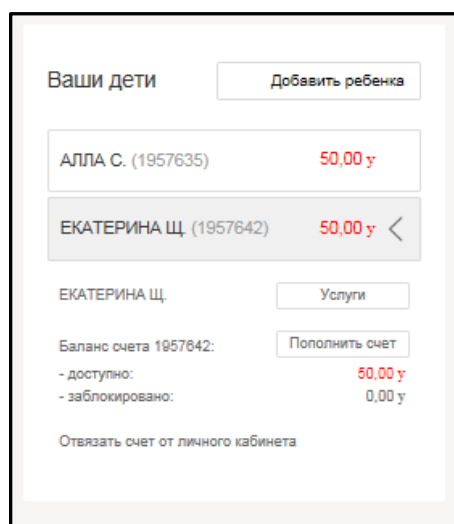 Ваши дети Добавить ребенка
АЛЛА С. (1957635) 50,00 у
ЕКАТЕРИНА Щ. (1957642) 50,00 у
ЕКАТЕРИНА Щ. Услуги
Баланс счета 1957642: Пополнить счет
- доступно: 50,00 у
- заблокировано: 0,00 у
Отвязать счет от личного кабинета